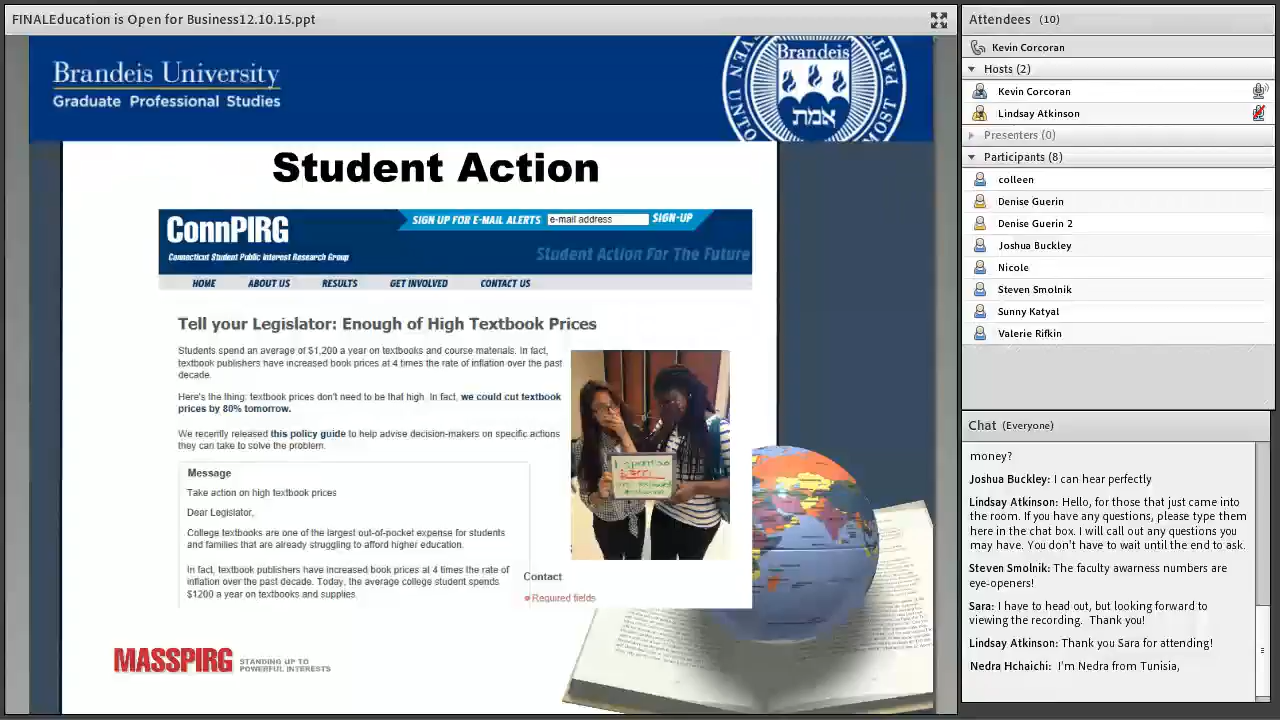 FINALEducation is Open for Business12.10.15.ppt
Brandeis University
Graduate Professional Studies
Brandeis
אמת
Student Action
ConnPIRG
Connecticut Student Public Interest Research Group
SIGN UP FOR E-MAIL ALERTS e-mail address SIGN-UP
Student Action For The Future
HOME ABOUT US RESULTS GET INVOLVED CONTACT US
Tell your Legislator: Enough of High Textbook Prices
Students spend an average of $1,200 a year on textbooks and course materials. In fact,
textbook publishers have increased book prices at 4 times the rate of inflation over the past
decade.
Here's the thing: textbook prices don't need to be that high. In fact, we could cut textbook
prices by 80% tomorrow.
We recently released this policy guide to help advise decision-makers on specific actions
they can take to solve the problem.
Message
Take action on high textbook prices
Dear Legislator,
College textbooks are one of the largest out-of-pocket expense for students
and families that are already struggling to afford higher education.
In fact, textbook publishers have increased book prices at 4 times the rate of
inflation over the past decade. Today, the average college student spends
$1200 a year on textbooks and supplies.
Contact
Required fields
MASSPIRG STANDING UP TO
POWERFUL INTERESTS
Attendees (10)
Kevin Corcoran
Hosts (2)
Kevin Corcoran
Lindsay Atkinson
Presenters (0)
Participants (8)
colleen
Denise Guerin
Denise Guerin 2
Joshua Buckley
Nicole
Steven Smolnik
Sunny Katyal
Valerie Rifkin
Chat (Everyone)
money?
Joshua Buckley: I can hear perfectly
Lindsay Atkinson: Hello, for those that just came into
the room. If you have any questions, please type them
here in the chat box. I will call out any questions you
may have. You don't have to wait until the end to ask.
Steven Smolnik: The faculty awarness numbers are
eye-openers!
Sara: I have to head out, but looking forward to
viewing the recording. Thank you!
Lindsay Atkinson: Thank you Sara for attending!
Nedra Hchaichi: I'm Nedra from Tunisia,